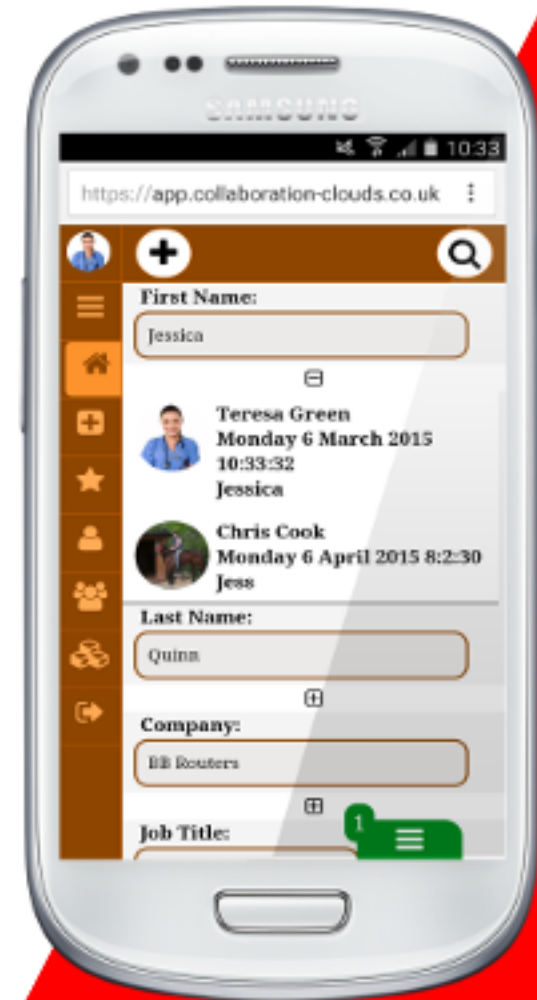 SAMSUNG
10:33
https://app.collaboration-clouds.co.uk
First Name:
Jessica
Teresa Green
Monday 6 March 2015
10:33:32
Jessica
Chris Cook
Monday 6 April 2015 8:2:30
Jess
Last Name:
Quinn
Company:
BB Routers
1
Job Title: